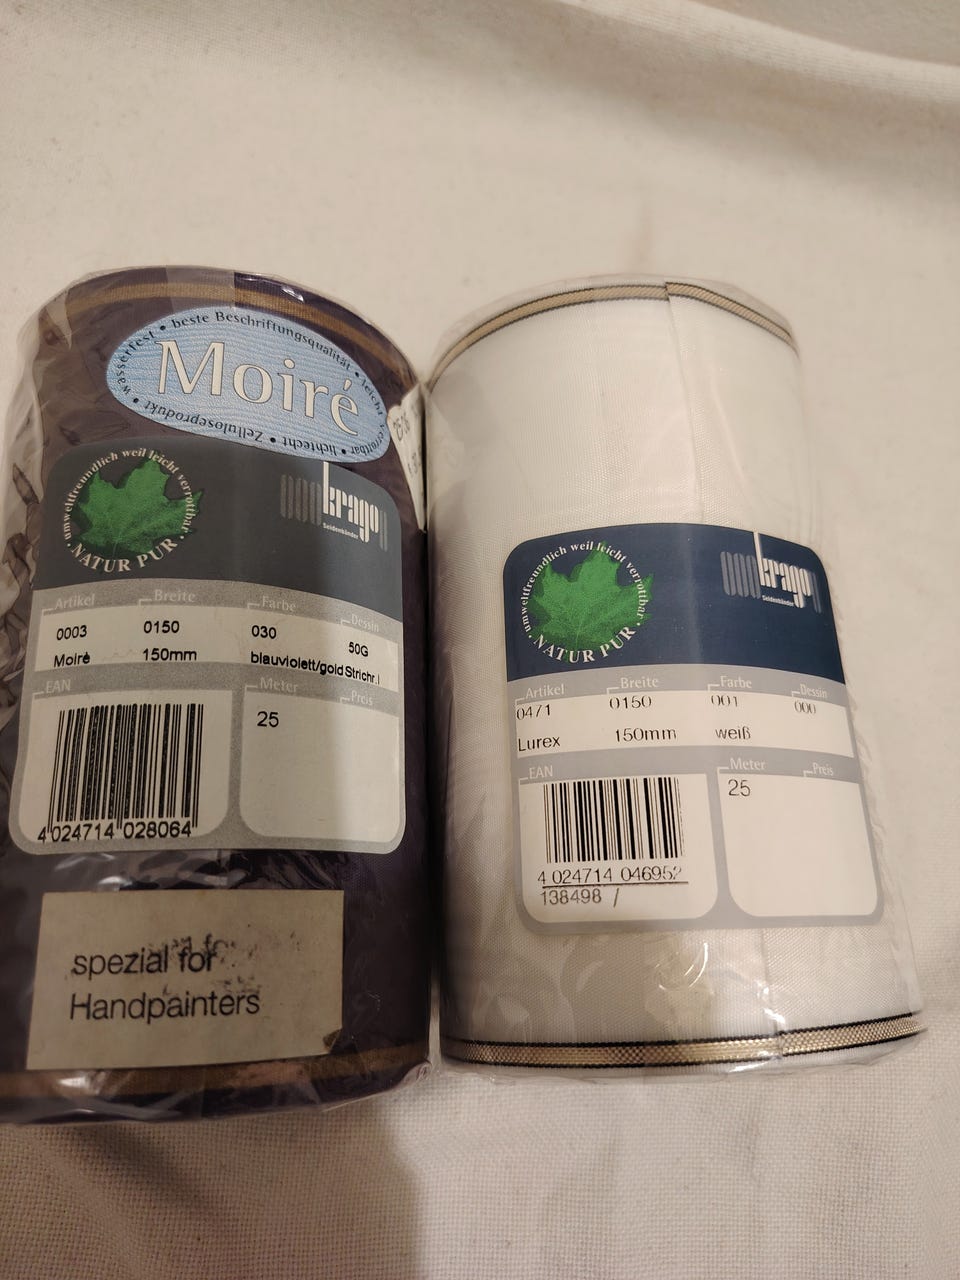 • wasserfest • beste Beschriftungsqualität • leicht verrottbar • lichtecht • Zelluloseprodukt
Moiré
umweltfreundlich weil leicht verrottbar
• NATUR PUR •
krago
Seidenbänder
Artikel Breite Farbe Dessin
0003 0150 030 50G
Moirè 150mm blauviolett/gold Strichr.
EAN Meter Preis
25
4 024714 028064
spezial for
Handpainters
umweltfreundlich weil leicht verrottbar
• NATUR PUR •
krago
Seidenbänder
Artikel Breite Farbe Dessin
0471 0150 001 000
Lurex 150mm weiß
EAN Meter Preis
25
4 024714 046952
138498 /